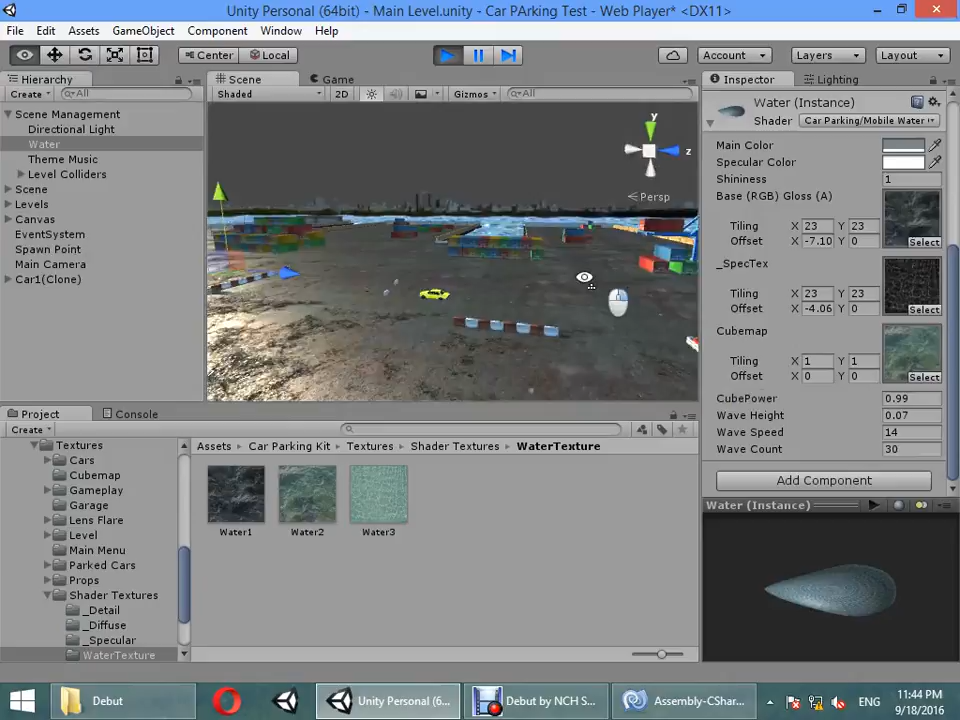 Unity Personal (64bit) - Main Level.unity - Car PArking Test - Web Player* <DX11>
File Edit Assets GameObject Component Window Help
Center Local Account Layers Layout
Hierarchy Scene Game Inspector Lighting
Create All Shaded 2D Gizmos All
Scene Management
Directional Light
Water
Theme Music
Level Colliders
Scene
Levels
Canvas
EventSystem
Spawn Point
Main Camera
Car1(Clone)
y
z
Persp
Water (Instance)
Shader Car Parking/Mobile Water
Main Color
Specular Color
Shininess 1
Base (RGB) Gloss (A)
Tiling X 23 Y 23
Offset X -7.10 Y 0
Select
_SpecTex
Tiling X 23 Y 23
Offset X -4.06 Y 0
Select
Cubemap
Tiling X 1 Y 1
Offset X 0 Y 0
Select
CubePower 0.99
Wave Height 0.07
Wave Speed 14
Wave Count 30
Add Component
Water (Instance)
Project Console
Create
Textures
Cars
Cubemap
Gameplay
Garage
Lens Flare
Level
Main Menu
Parked Cars
Props
Shader Textures
_Detail
_Diffuse
_Specular
WaterTexture
Assets Car Parking Kit Textures Shader Textures WaterTexture
Water1 Water2 Water3
Debut Unity Personal (6... Debut by NCH S... Assembly-CShar... ENG 11:44 PM
9/18/2016